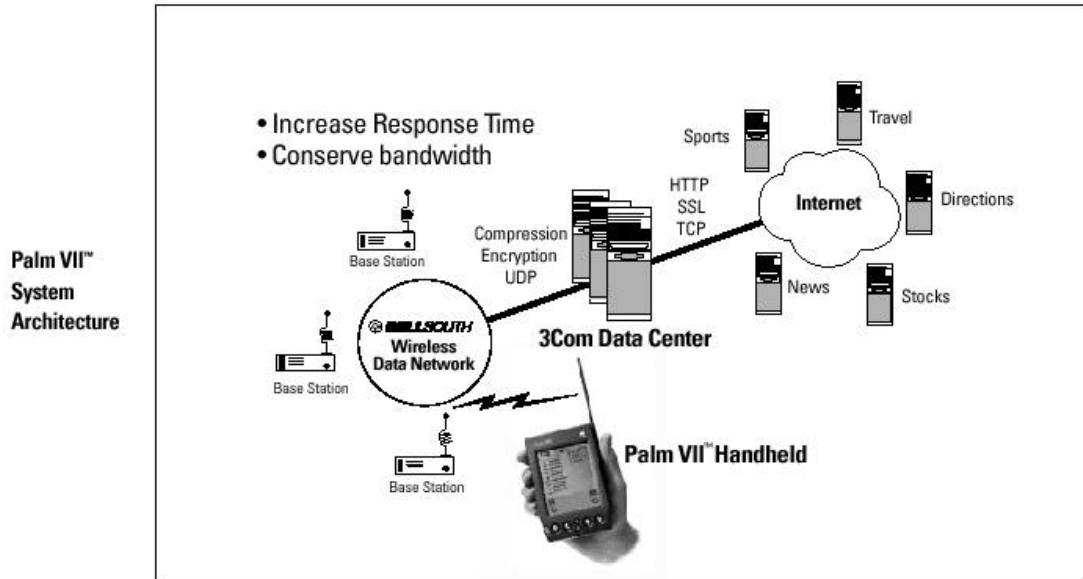 Palm VII™
System
Architecture
• Increase Response Time
• Conserve bandwidth
Base Station
Base Station
Base Station
BELLSOUTH
Wireless
Data Network
Compression
Encryption
UDP
3Com Data Center
HTTP
SSL
TCP
Internet
Sports
Travel
Directions
News
Stocks
Palm VII™ Handheld